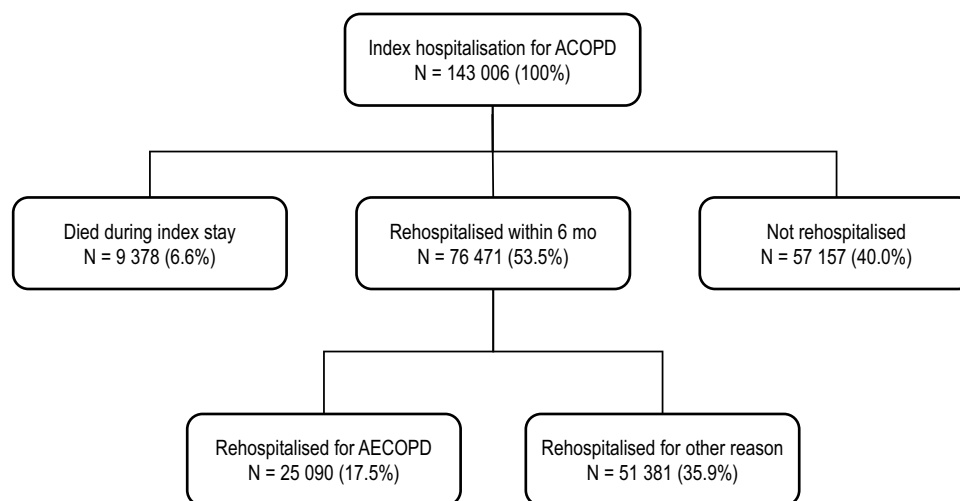 Index hospitalisation for ACOPD
N = 143 006 (100%)
Died during index stay
N = 9 378 (6.6%)
Rehospitalised within 6 mo
N = 76 471 (53.5%)
Not rehospitalised
N = 57 157 (40.0%)
Rehospitalised for AECOPD
N = 25 090 (17.5%)
Rehospitalised for other reason
N = 51 381 (35.9%)